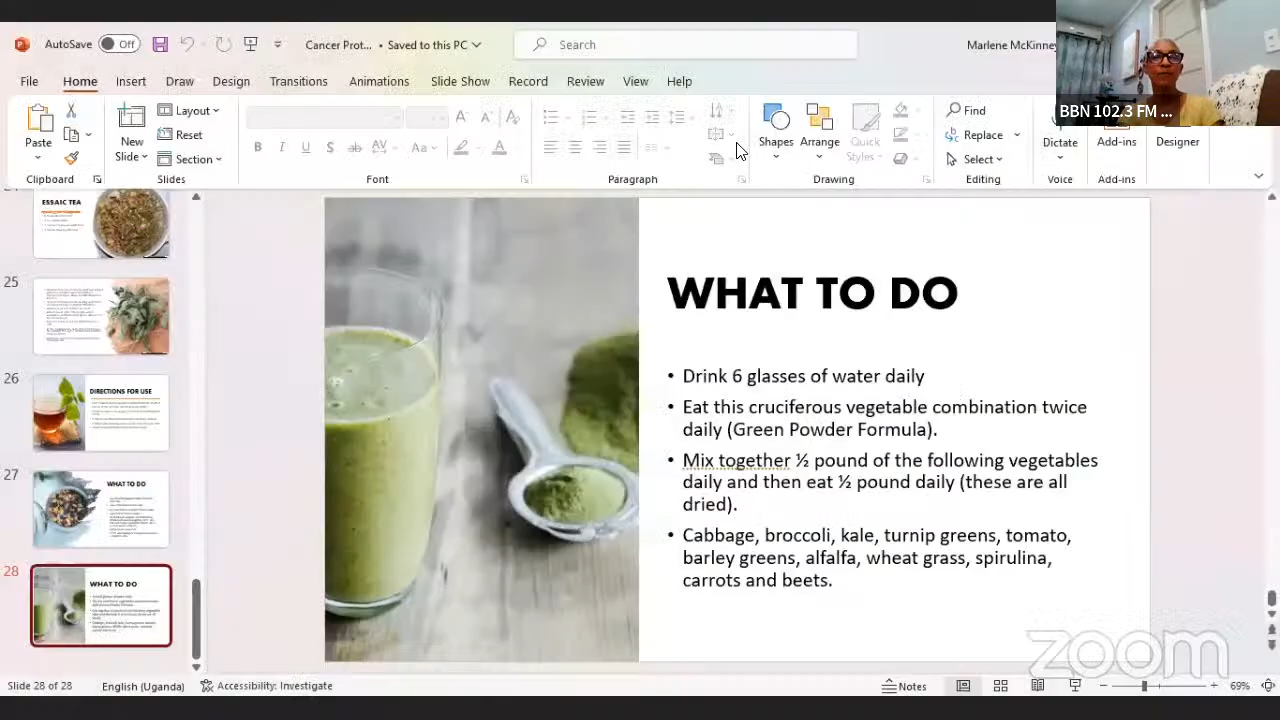 AutoSave Off Cancer Prot... • Saved to this PC Search Marlene McKinney
BBN 102.3 FM ...
File Home Insert Draw Design Transitions Animations Slide Show Record Review View Help
Paste New Slide Layout Reset Section Shapes Arrange Quick Styles Find Replace Select Dictate Add-ins Designer
Clipboard Slides Font Paragraph Drawing Editing Voice Add-ins
ESSAIC TEA
25
26
DIRECTIONS FOR USE
27
WHAT TO DO
28
WHAT TO DO
WHAT TO DO
• Drink 6 glasses of water daily
• Eat this cruciferous vegetable combination twice
daily (Green Powder Formula).
• Mix together ½ pound of the following vegetables
daily and then eat ½ pound daily (these are all
dried).
• Cabbage, broccoli, kale, turnip greens, tomato,
barley greens, alfalfa, wheat grass, spirulina,
carrots and beets.
zoom
Slide 28 of 28 English (Uganda) Accessibility: Investigate Notes 69%